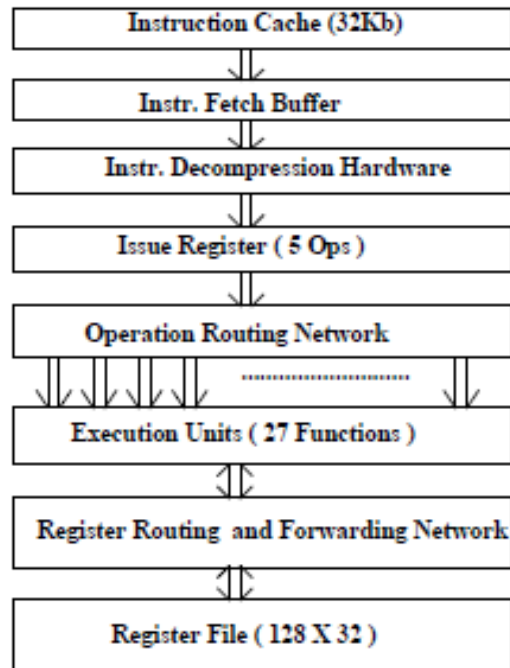 Instruction Cache (32Kb)
Instr. Fetch Buffer
Instr. Decompression Hardware
Issue Register ( 5 Ops )
Operation Routing Network
Execution Units ( 27 Functions )
Register Routing and Forwarding Network
Register File ( 128 X 32 )